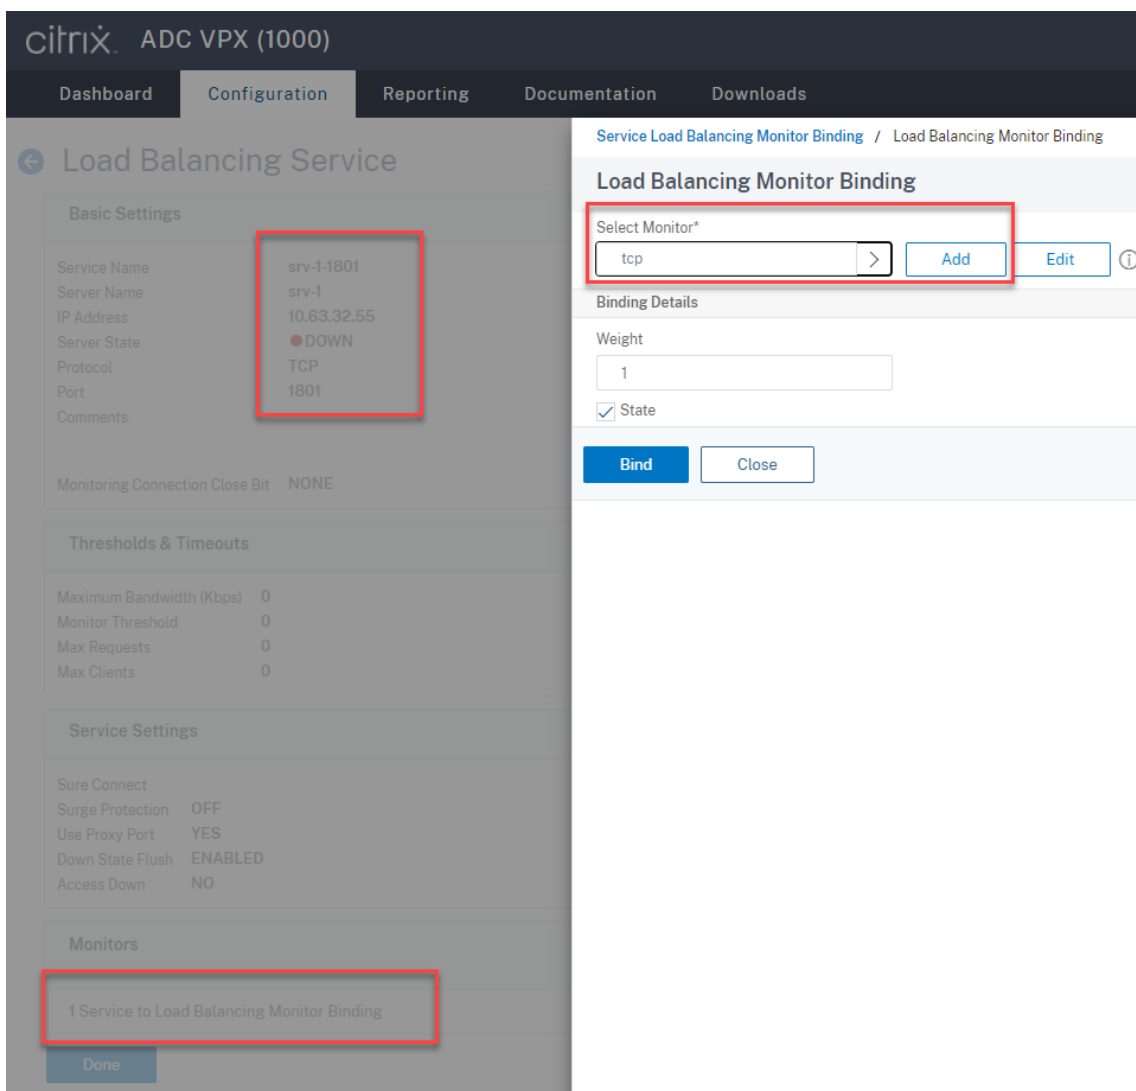 citrix. ADC VPX (1000)
Dashboard Configuration Reporting Documentation Downloads
Load Balancing Service
Basic Settings
Service Name srv-1-1801
Server Name srv-1
IP Address 10.63.32.55
Server State DOWN
Protocol TCP
Port 1801
Comments
Monitoring Connection Close Bit NONE
Thresholds & Timeouts
Maximum Bandwidth (Kbps) 0
Monitor Threshold 0
Max Requests 0
Max Clients 0
Service Settings
Sure Connect
Surge Protection OFF
Use Proxy Port YES
Down State Flush ENABLED
Access Down NO
Monitors
1 Service to Load Balancing Monitor Binding
Done
Service Load Balancing Monitor Binding / Load Balancing Monitor Binding
Load Balancing Monitor Binding
Select Monitor*
tcp > Add Edit
Binding Details
Weight
1
State
Bind Close